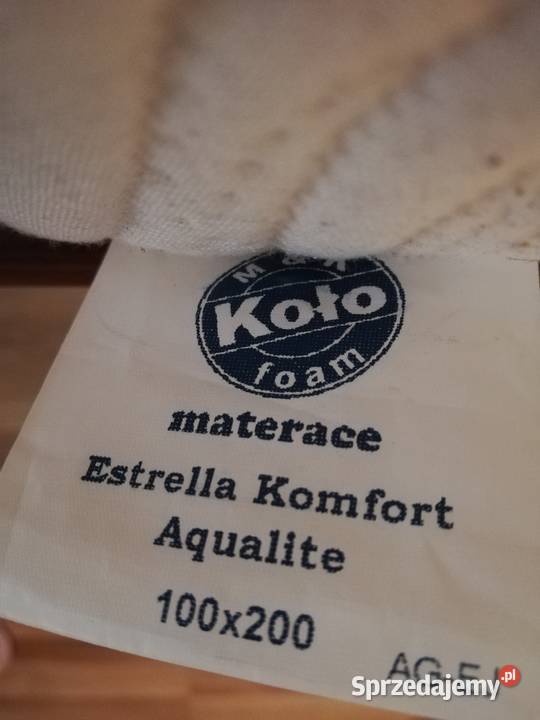 M & K
Koło
foam
materace
Estrella Komfort
Aqualite
100x200
Sprzedajemy.pl